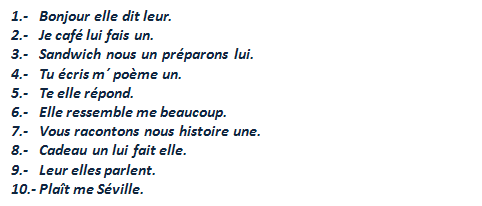 1.- Bonjour elle dit leur.
2.- Je café lui fais un.
3.- Sandwich nous un préparons lui.
4.- Tu écris m´ poème un.
5.- Te elle répond.
6.- Elle ressemble me beaucoup.
7.- Vous racontons nous histoire une.
8.- Cadeau un lui fait elle.
9.- Leur elles parlent.
10.- Plaît me Séville.